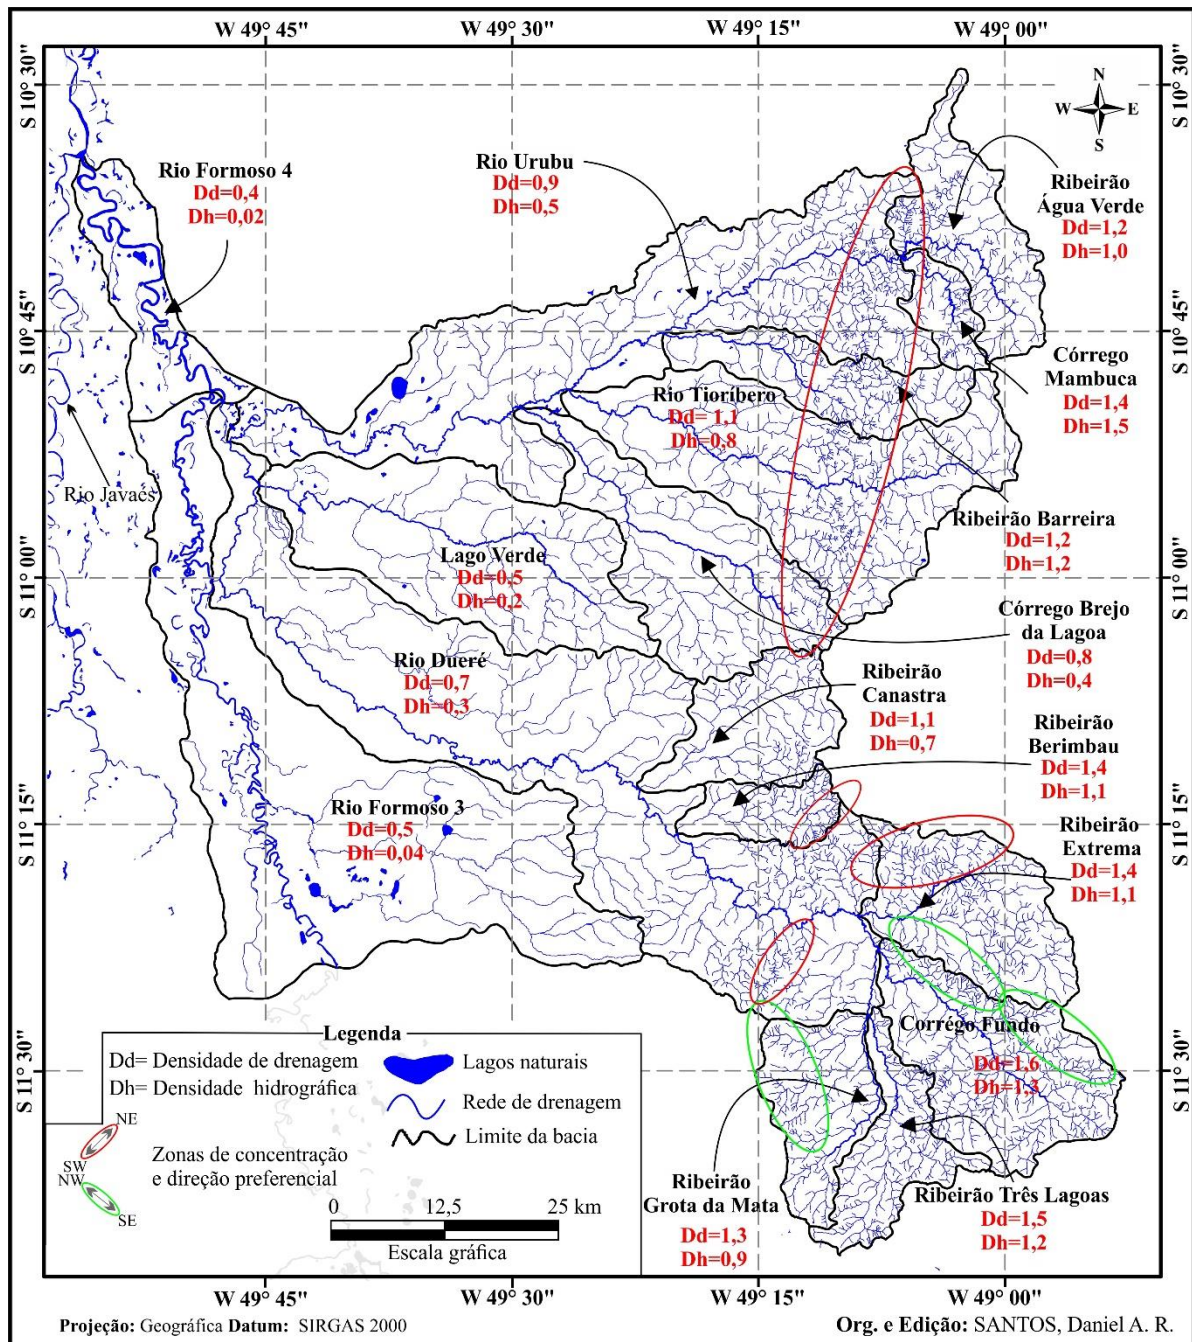 W 49° 45"
W 49° 30"
W 49° 15"
W 49° 00"
S 10° 30"
S 10° 30"
N
W
E
S
Rio Formoso 4
Dd=0,4
Dh=0,02
Rio Urubu
Dd=0,9
Dh=0,5
Ribeirão
Água Verde
Dd=1,2
Dh=1,0
S 10° 45"
S 10° 45"
Córrego
Mambuca
Dd=1,4
Dh=1,5
Rio Tioribero
Dd= 1,1
Dh=0,8
Rio Javaés
Ribeirão Barreira
Dd=1,2
Dh=1,2
Lago Verde
Dd=0,5
Dh=0,2
S 11° 00"
S 11° 00"
Córrego Brejo
da Lagoa
Dd=0,8
Dh=0,4
Rio Dueré
Dd=0,7
Dh=0,3
Ribeirão
Canastra
Dd=1,1
Dh=0,7
Ribeirão
Berimbau
Dd=1,4
Dh=1,1
Rio Formoso 3
Dd=0,5
Dh=0,04
S 11° 15"
S 11° 15"
Ribeirão
Extrema
Dd=1,4
Dh=1,1
Corrégo Fundo
Dd=1,6
Dh=1,3
S 11° 30"
S 11° 30"
Legenda
Dd= Densidade de drenagem
Dh= Densidade hidrográfica
Lagos naturais
Rede de drenagem
Limite da bacia
NE
SW
NW
SE
Zonas de concentração
e direção preferencial
0 12,5 25 km
Escala gráfica
Ribeirão
Grota da Mata
Dd=1,3
Dh=0,9
Ribeirão Três Lagoas
Dd=1,5
Dh=1,2
W 49° 45"
W 49° 30"
W 49° 15"
W 49° 00"
Projeção: Geográfica Datum: SIRGAS 2000
Org. e Edição: SANTOS, Daniel A. R.